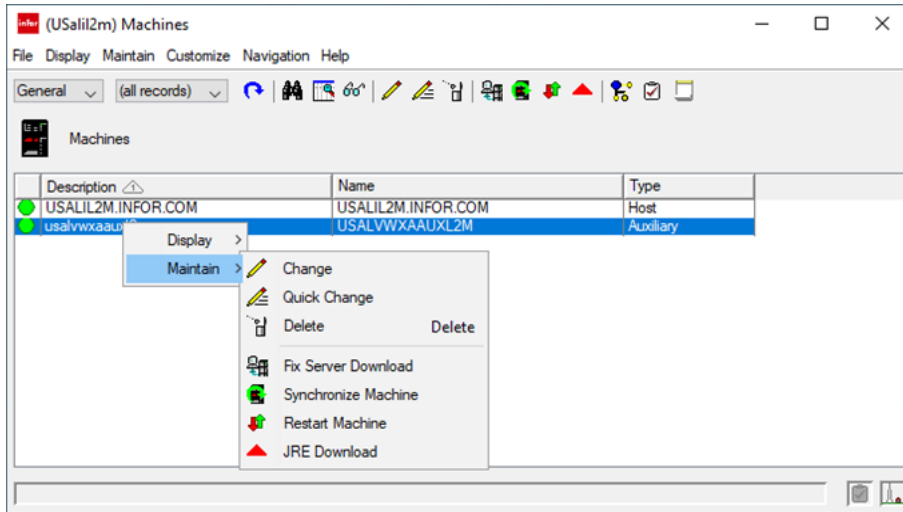 infor (USalil2m) Machines
File Display Maintain Customize Navigation Help
General (all records)
Machines
Description 1 Name Type
USALIL2M.INFOR.COM USALIL2M.INFOR.COM Host
USALVWXAAUXL2M Auxiliary
Display
Maintain
Change
Quick Change
Delete Delete
Fix Server Download
Synchronize Machine
Restart Machine
JRE Download